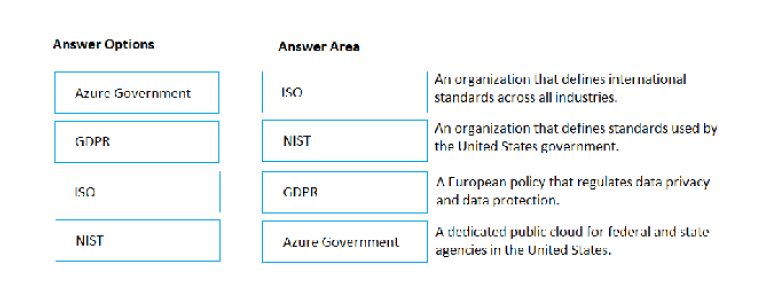 Answer Options
Answer Area
Azure Government
ISO
An organization that defines international
standards across all industries.
GDPR
NIST
An organization that defines standards used by
the United States government.
ISO
GDPR
A European policy that regulates data privacy
and data protection.
NIST
Azure Government
A dedicated public cloud for federal and state
agencies in the United States.